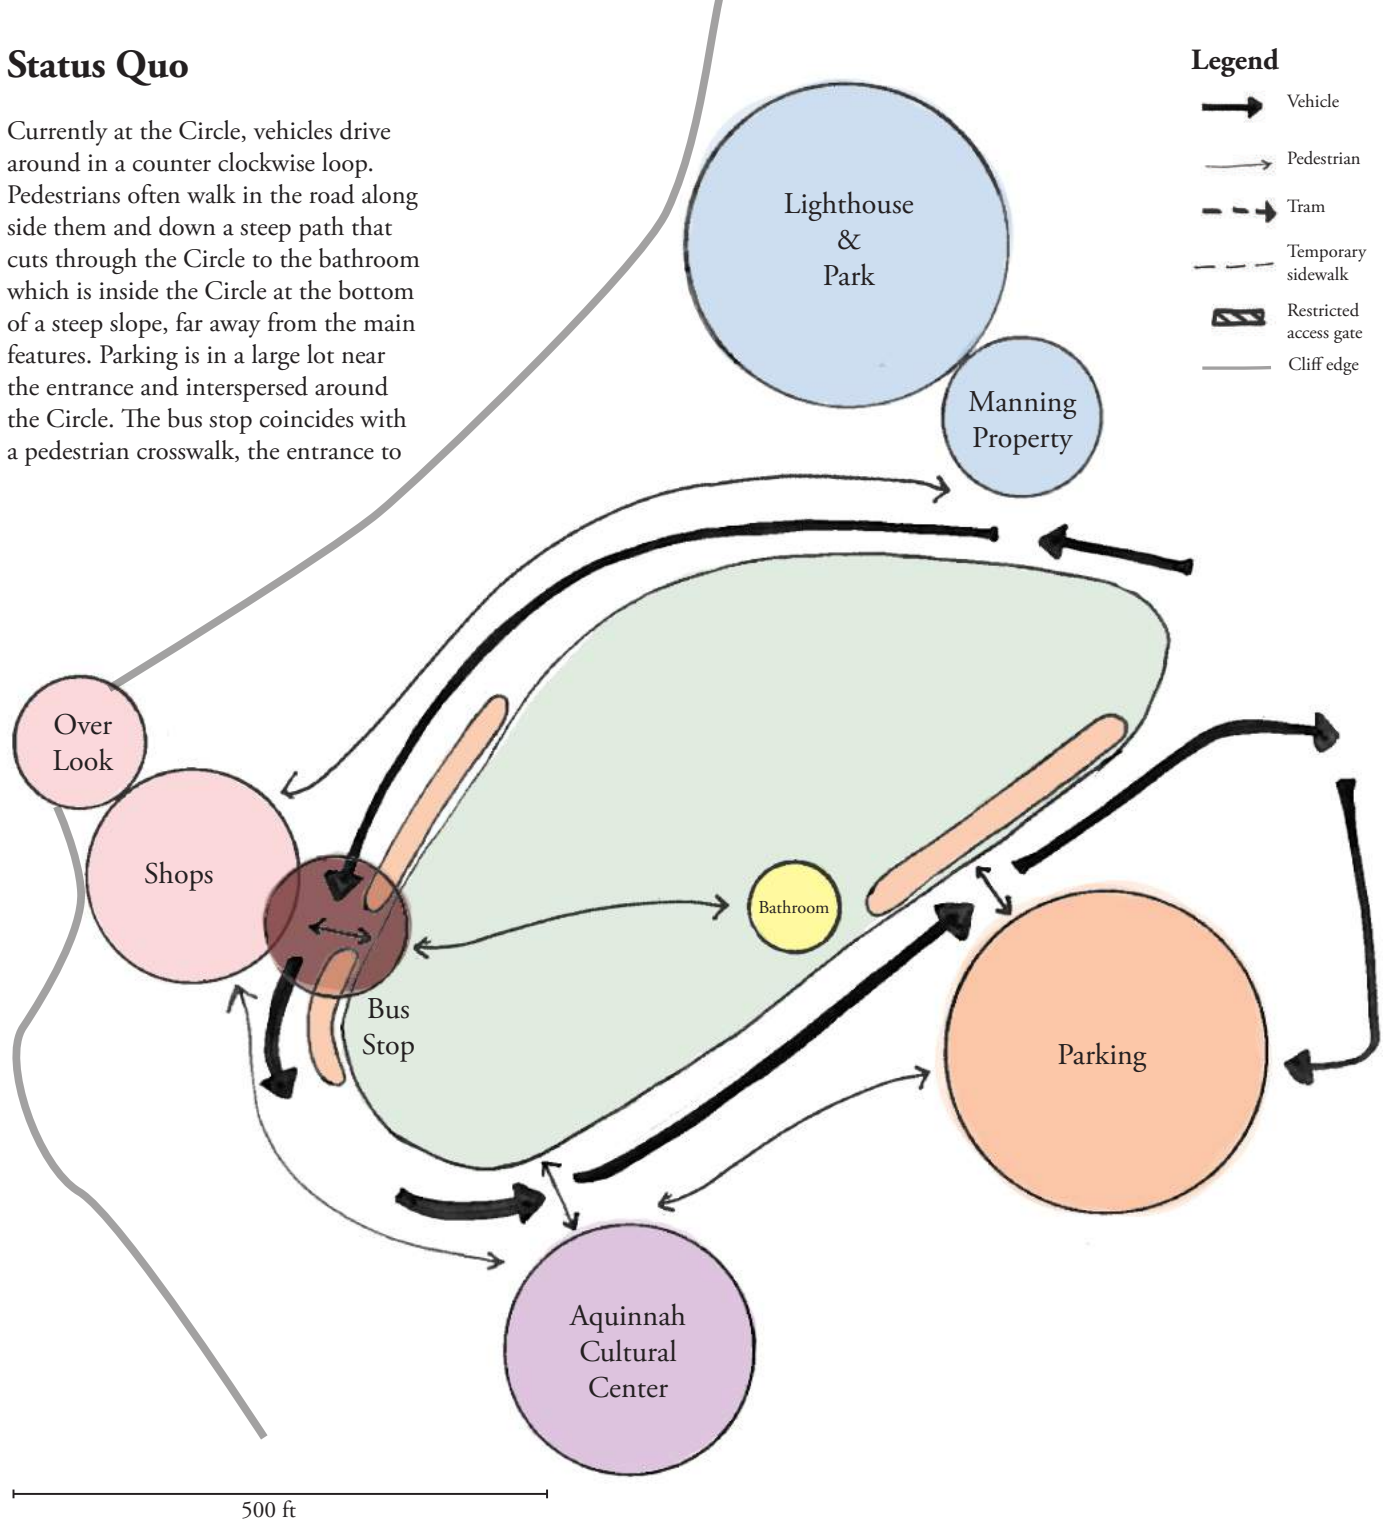 Status Quo
Currently at the Circle, vehicles drive
around in a counter clockwise loop.
Pedestrians often walk in the road along
side them and down a steep path that
cuts through the Circle to the bathroom
which is inside the Circle at the bottom
of a steep slope, far away from the main
features. Parking is in a large lot near
the entrance and interspersed around
the Circle. The bus stop coincides with
a pedestrian crosswalk, the entrance to
Legend
Vehicle
Pedestrian
Tram
Temporary
sidewalk
Restricted
access gate
Cliff edge
Lighthouse
&
Park
Manning
Property
Over
Look
Shops
Bathroom
Bus
Stop
Parking
Aquinnah
Cultural
Center
500 ft